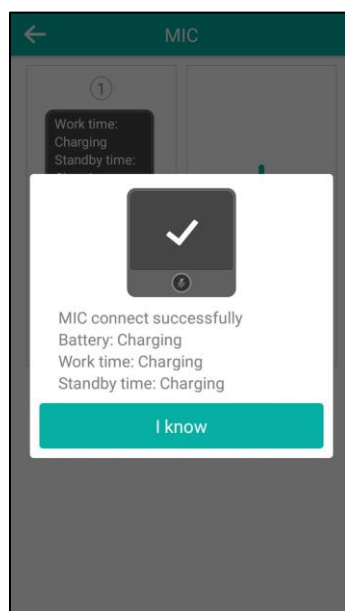 MIC
1
Work time:
Charging
Standby time:
MIC connect successfully
Battery: Charging
Work time: Charging
Standby time: Charging
I know